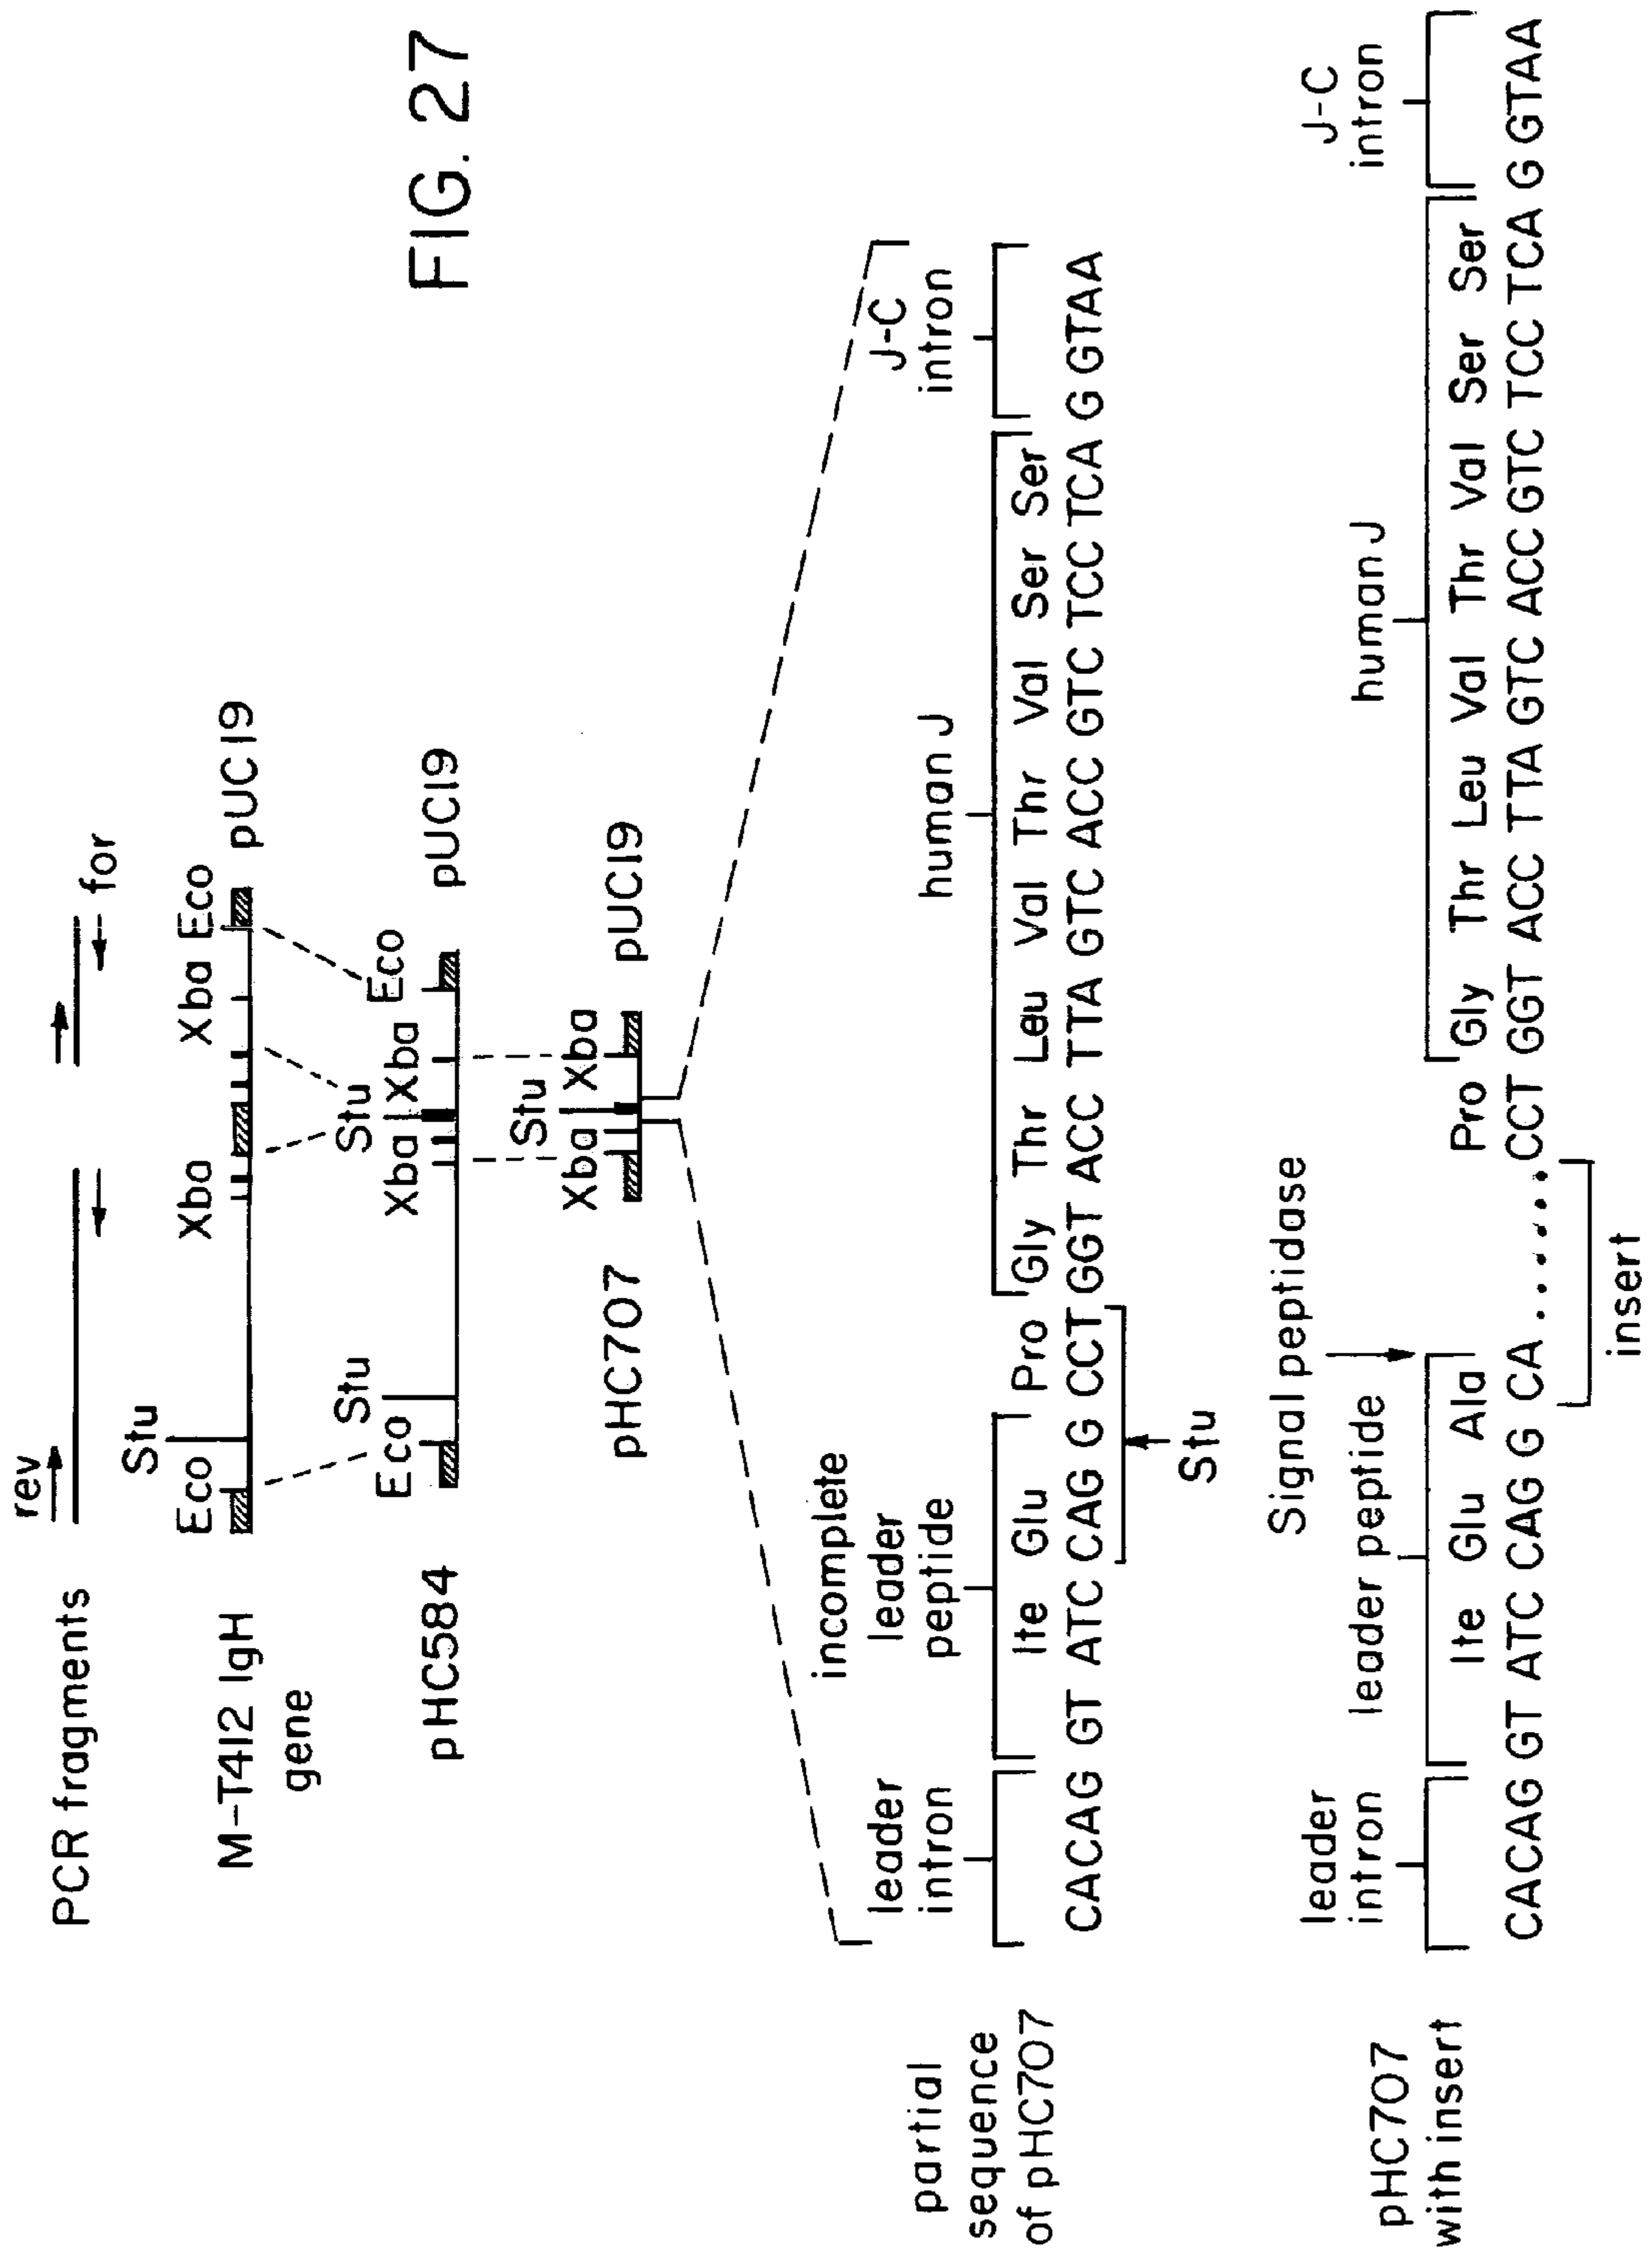 FIG. 27
PCR fragments
rev
for
M-T412 IgH
gene
Eco
Stu
Xba
Xba
Eco
pUC19
pHC584
Eco
Stu
Xba
Stu
Xba
Eco
pUC19
pHC707
Xba
Stu
Xba
pUC19
partial
sequence
of pHC707
leader
intron
incomplete
leader
peptide
human J
J-C
intron
Ite Glu Pro Gly Thr Leu Val Thr Val Ser Ser
CACAG GT ATC CAG G CCT GGT ACC TTA GTC ACC GTC TCC TCA G GTAA
Stu
pHC707
with insert
leader
intron
leader peptide
Signal peptidase
human J
J-C
intron
Ite Glu Ala Pro Gly Thr Leu Val Thr Val Ser Ser
CACAG GT ATC CAG G CA ...... CCT GGT ACC TTA GTC ACC GTC TCC TCA G GTAA
insert